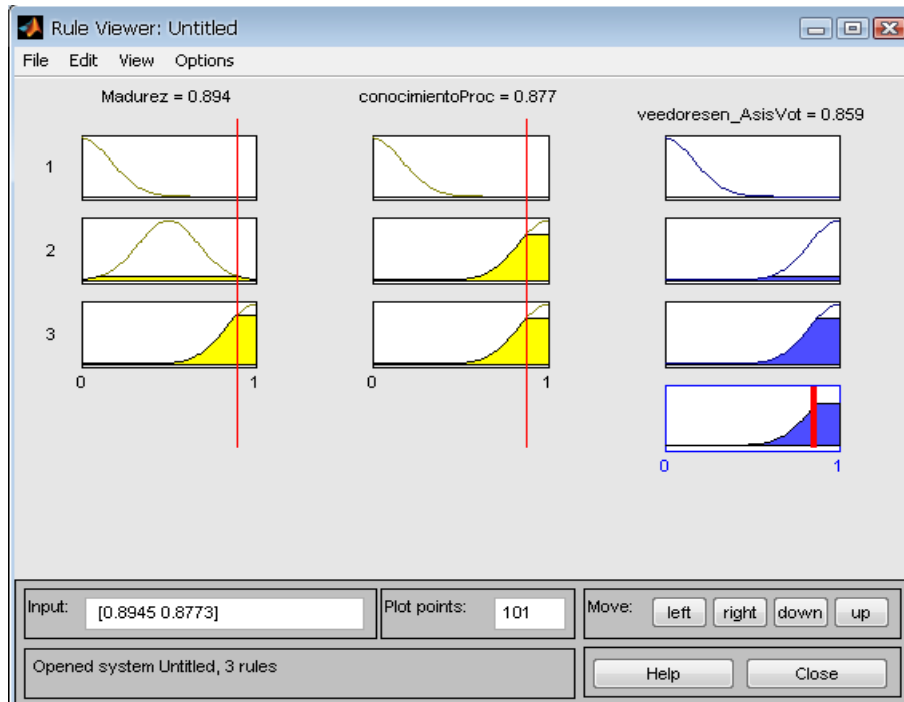 Rule Viewer: Untitled
File Edit View Options
Madurez = 0.894
conocimientoProc = 0.877
veedoresen_AsisVot = 0.859
1
2
3
0 1
0 1
0 1
Input: [0.8945 0.8773]
Plot points: 101
Move: left right down up
Opened system Untitled, 3 rules
Help Close